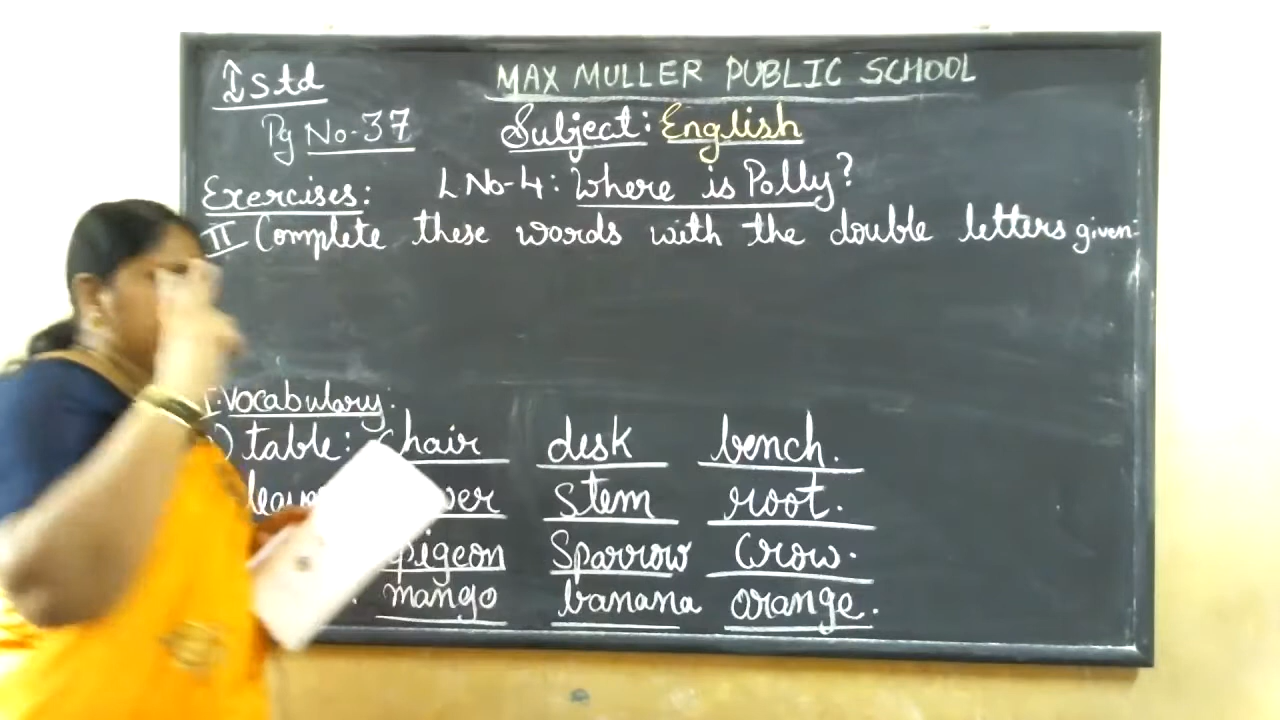 I Std MAX MULLER PUBLIC SCHOOL
Pg No-37 Subject: English
Exercises: L No-4: Where is Polly?
II Complete these words with the double letters given:
I. Vocabulary:
) table: Chair desk bench.
stem root.
pigeon Sparrow Crow.
mango banana orange.